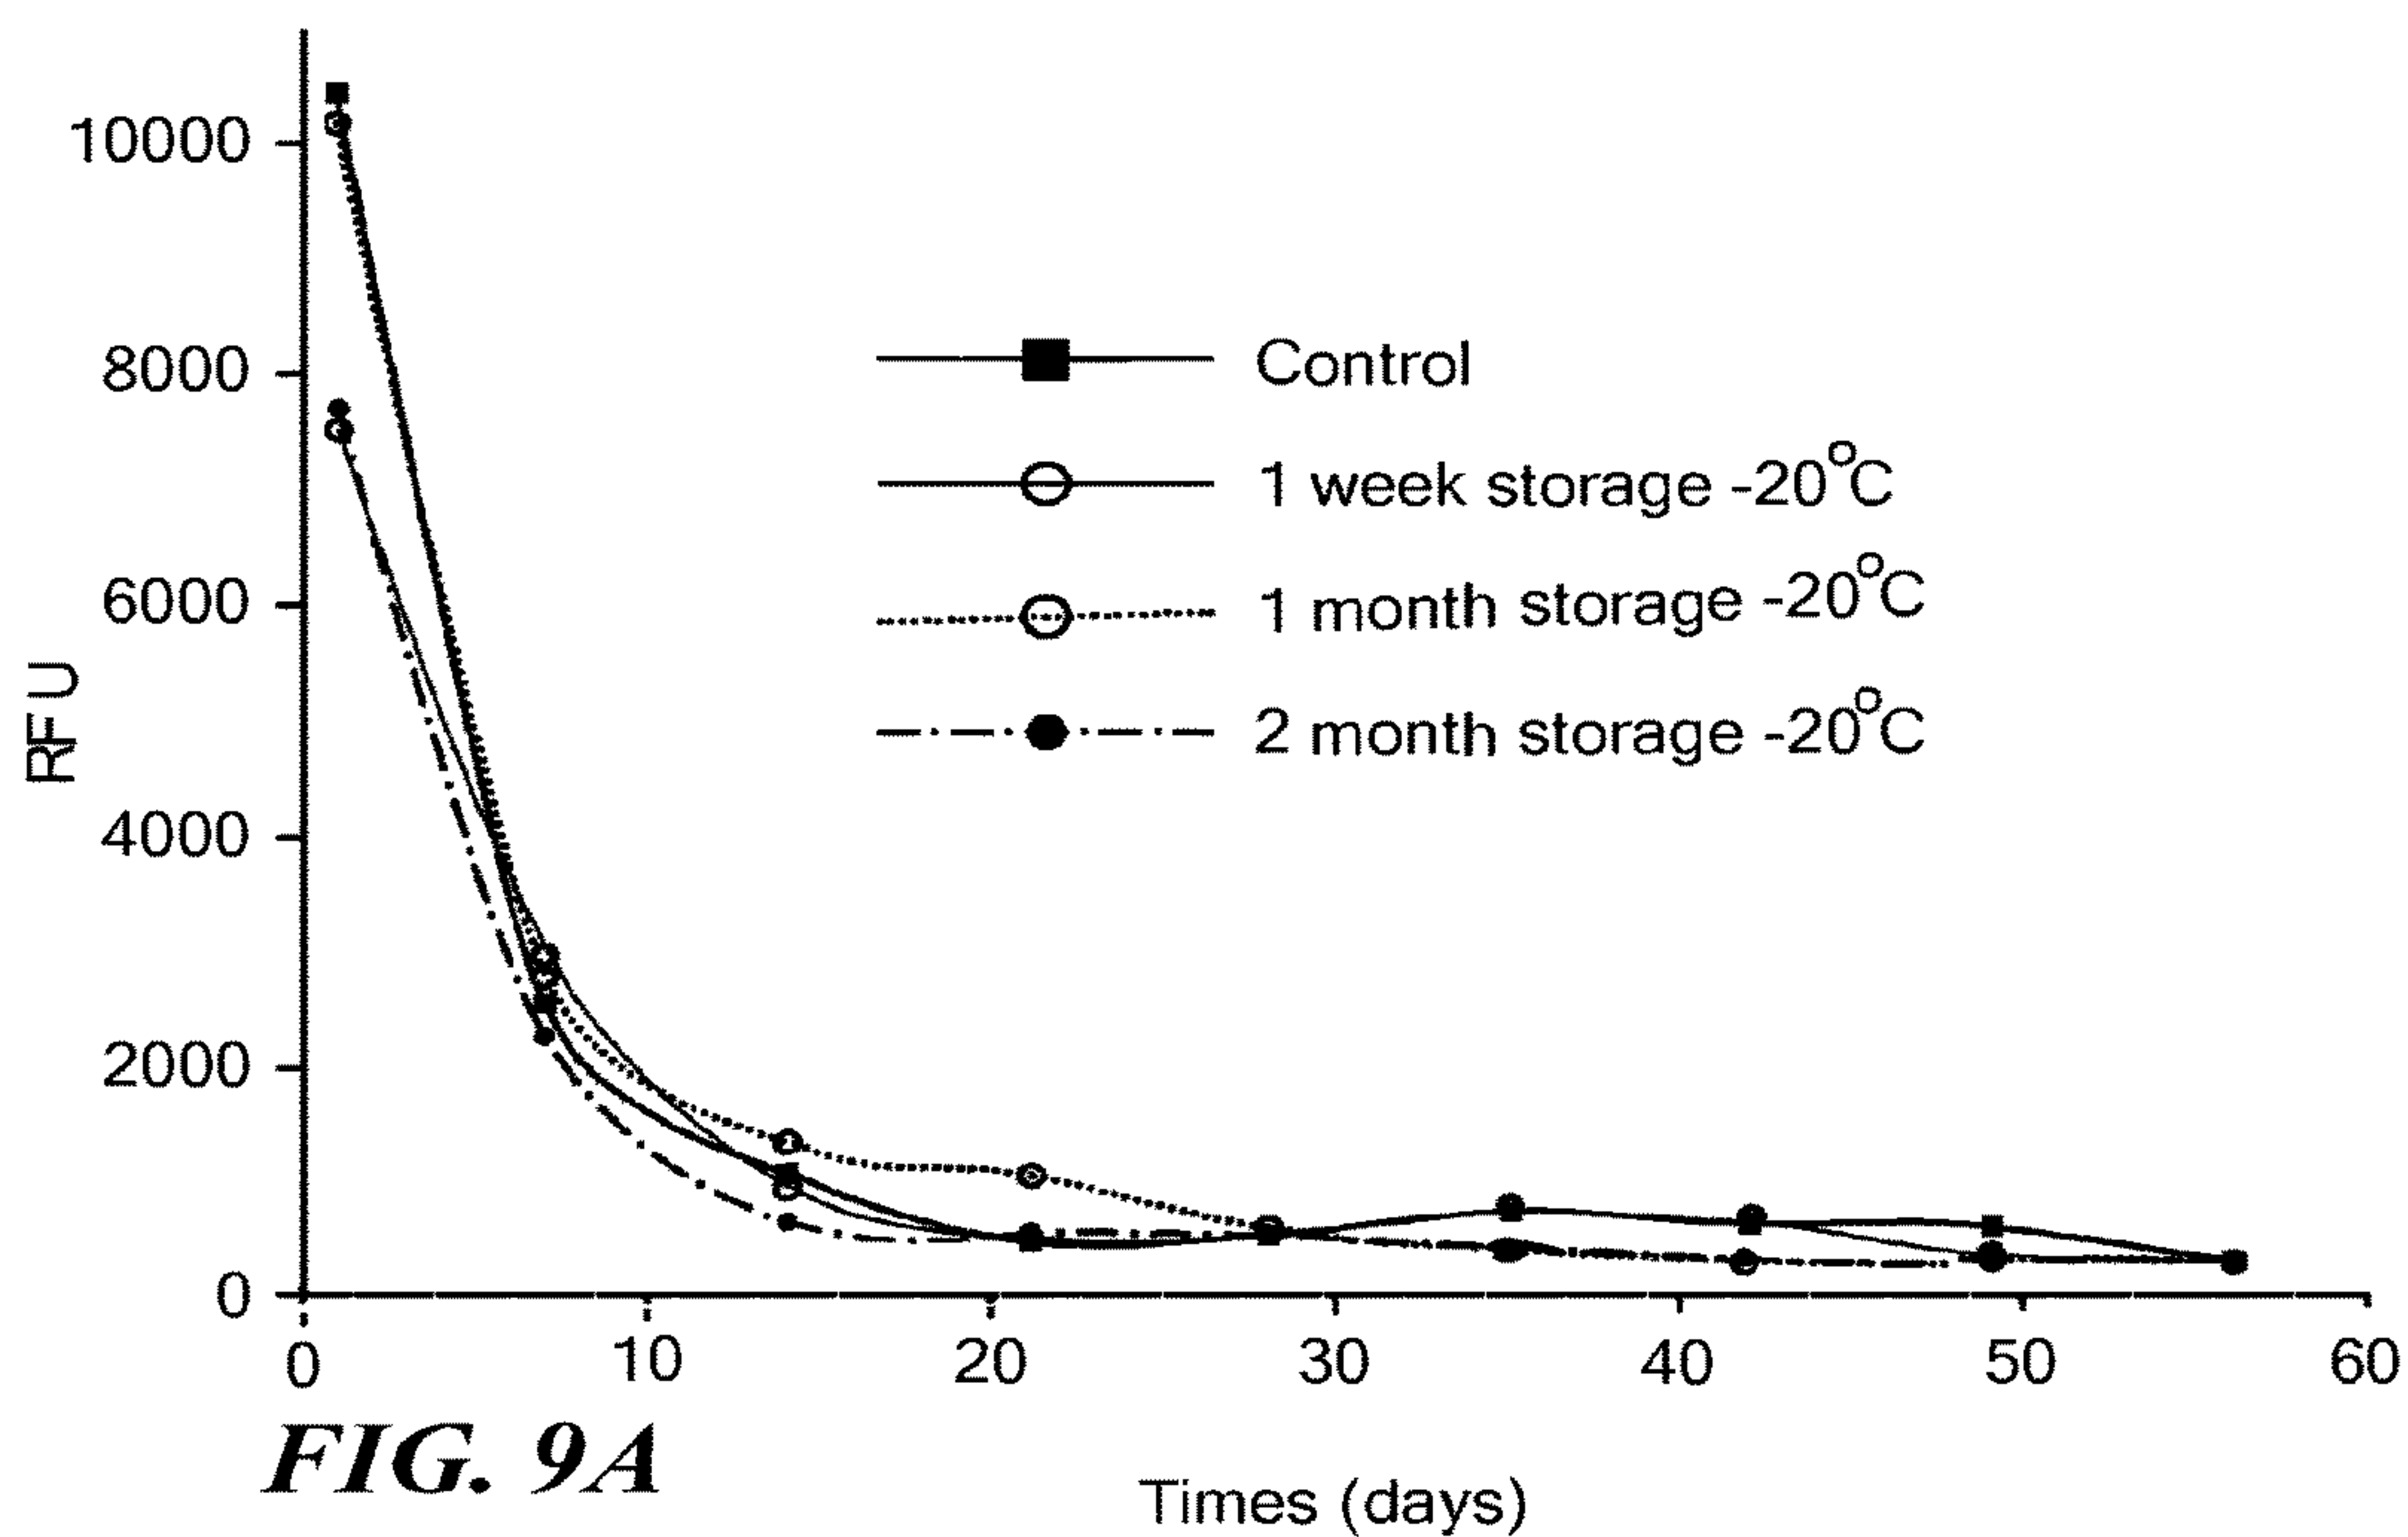 10000
8000
6000
4000
2000
0
RFU
Control
1 week storage -20°C
1 month storage -20°C
2 month storage -20°C
0 10 20 30 40 50 60
FIG. 9A
Times (days)